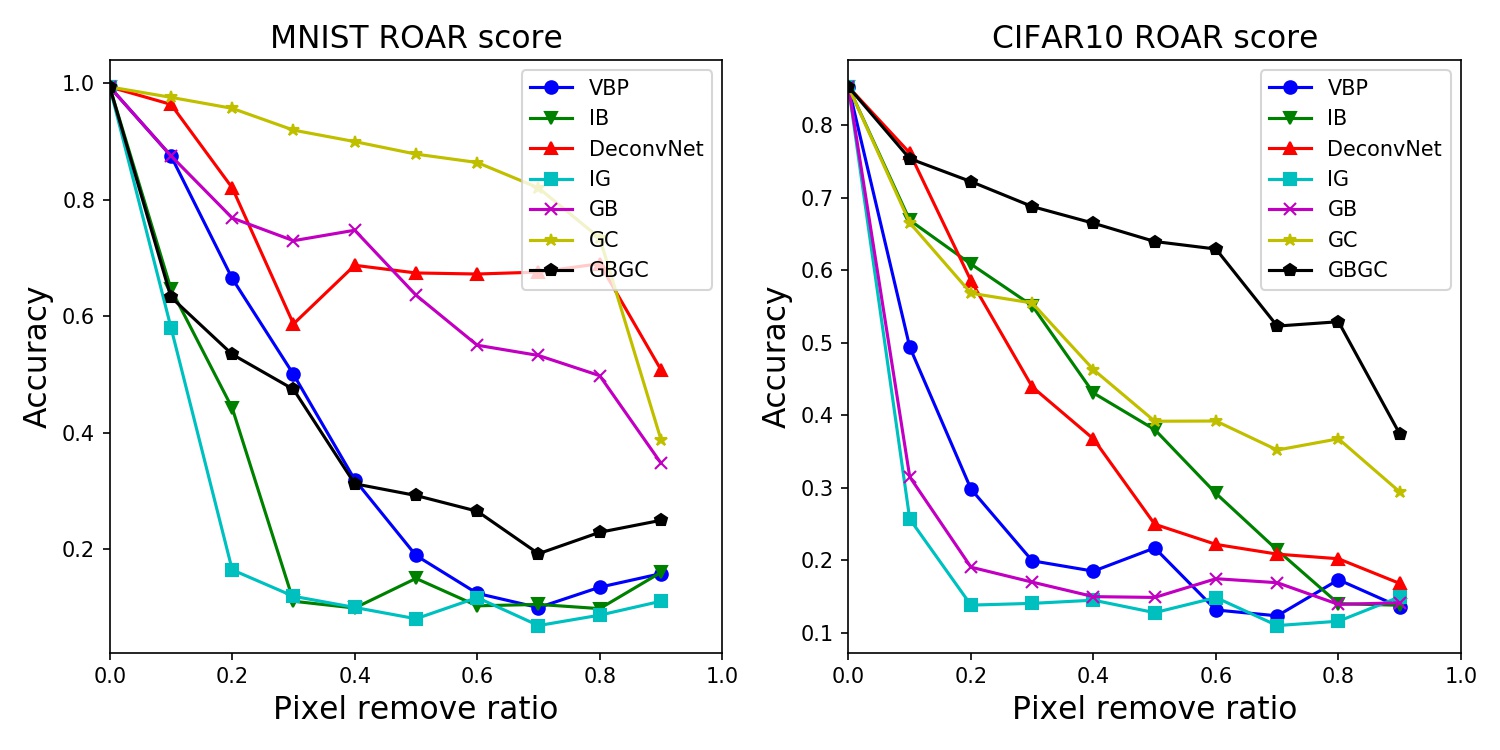 MNIST ROAR score
1.0
0.8
0.6
0.4
0.2
0.0
0.2
0.4
0.6
0.8
1.0
Accuracy
Pixel remove ratio
VBP
IB
DeconvNet
IG
GB
GC
GBGC
CIFAR10 ROAR score
0.8
0.7
0.6
0.5
0.4
0.3
0.2
0.1
0.0
0.2
0.4
0.6
0.8
1.0
Accuracy
Pixel remove ratio
VBP
IB
DeconvNet
IG
GB
GC
GBGC